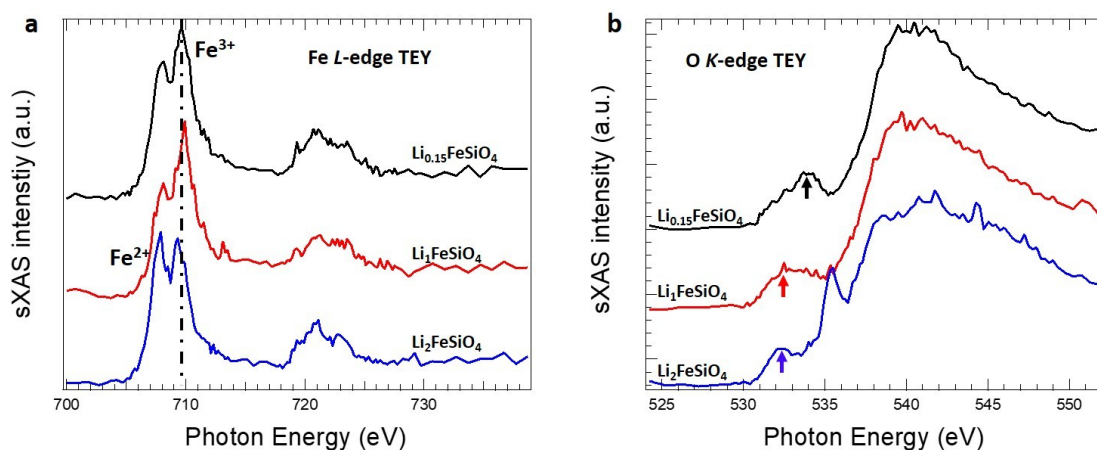 a
Fe3+
Fe L-edge TEY
Li0.15FeSiO4
Fe2+
Li1FeSiO4
Li2FeSiO4
sXAS intenstiy (a.u.)
700 710 720 730
Photon Energy (eV)
b
O K-edge TEY
Li0.15FeSiO4
Li1FeSiO4
Li2FeSiO4
sXAS intensity (a.u.)
525 530 535 540 545 550
Photon Energy (eV)